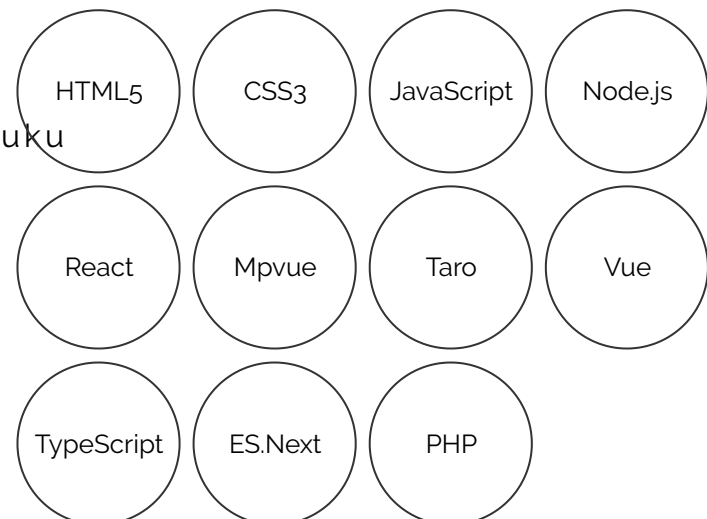 HTML5 CSS3 JavaScript Node.js
uku
React Mpvue Taro Vue
TypeScript ES.Next PHP